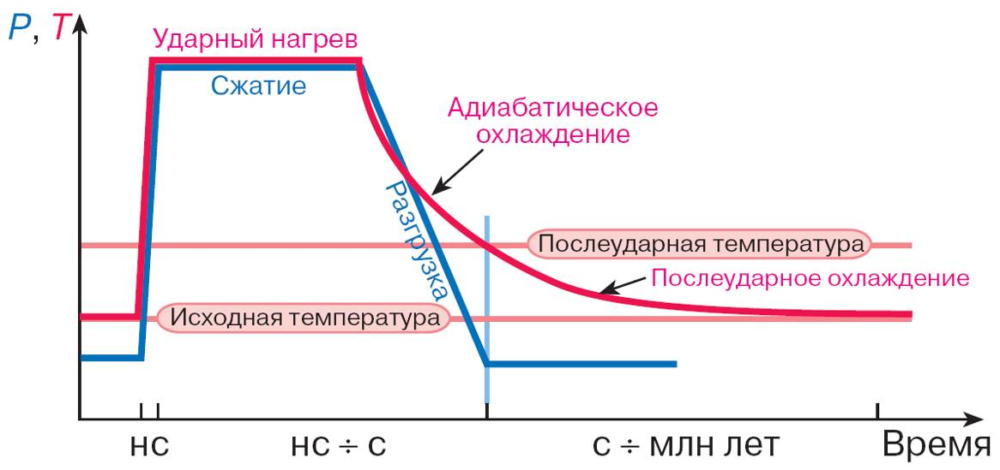 P, T
Ударный нагрев
Сжатие
Адиабатическое
охлаждение
Разгрузка
Послеударная температура
Послеударное охлаждение
Исходная температура
нс
нс ÷ с
с ÷ млн лет
Время